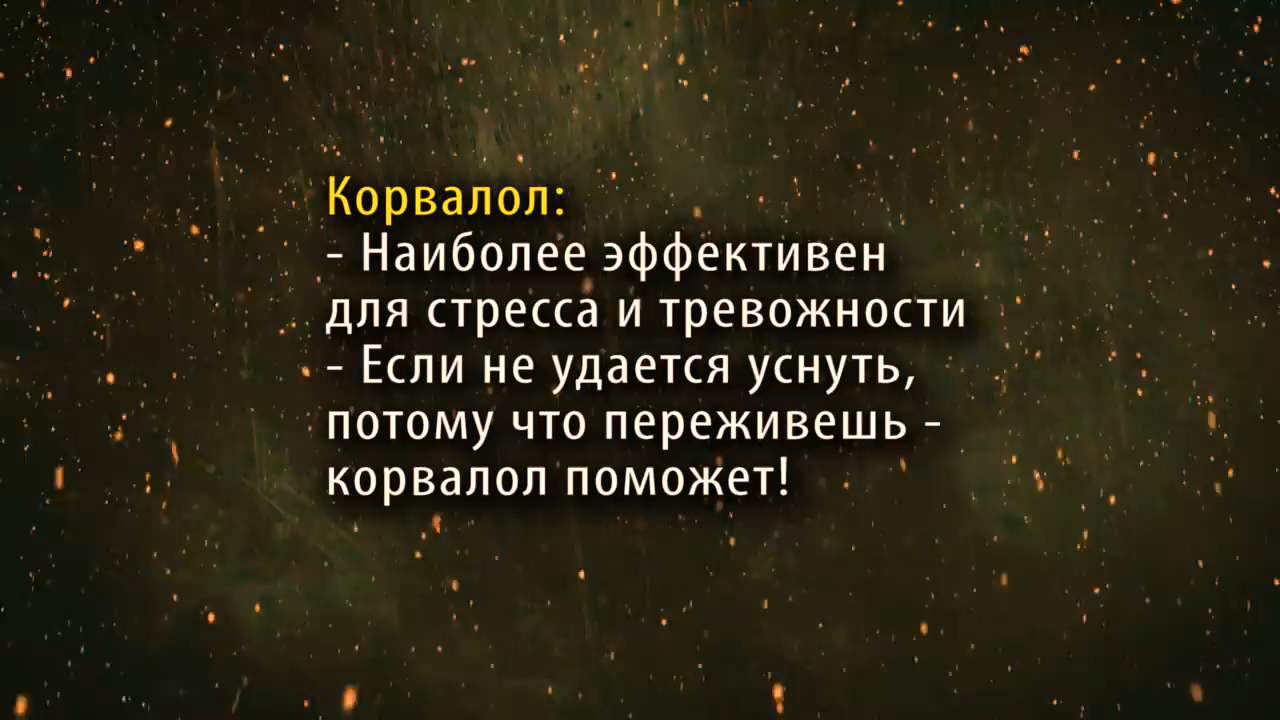 Корвалол:
- Наиболее эффективен
для стресса и тревожности
- Если не удается уснуть,
потому что переживешь -
корвалол поможет!